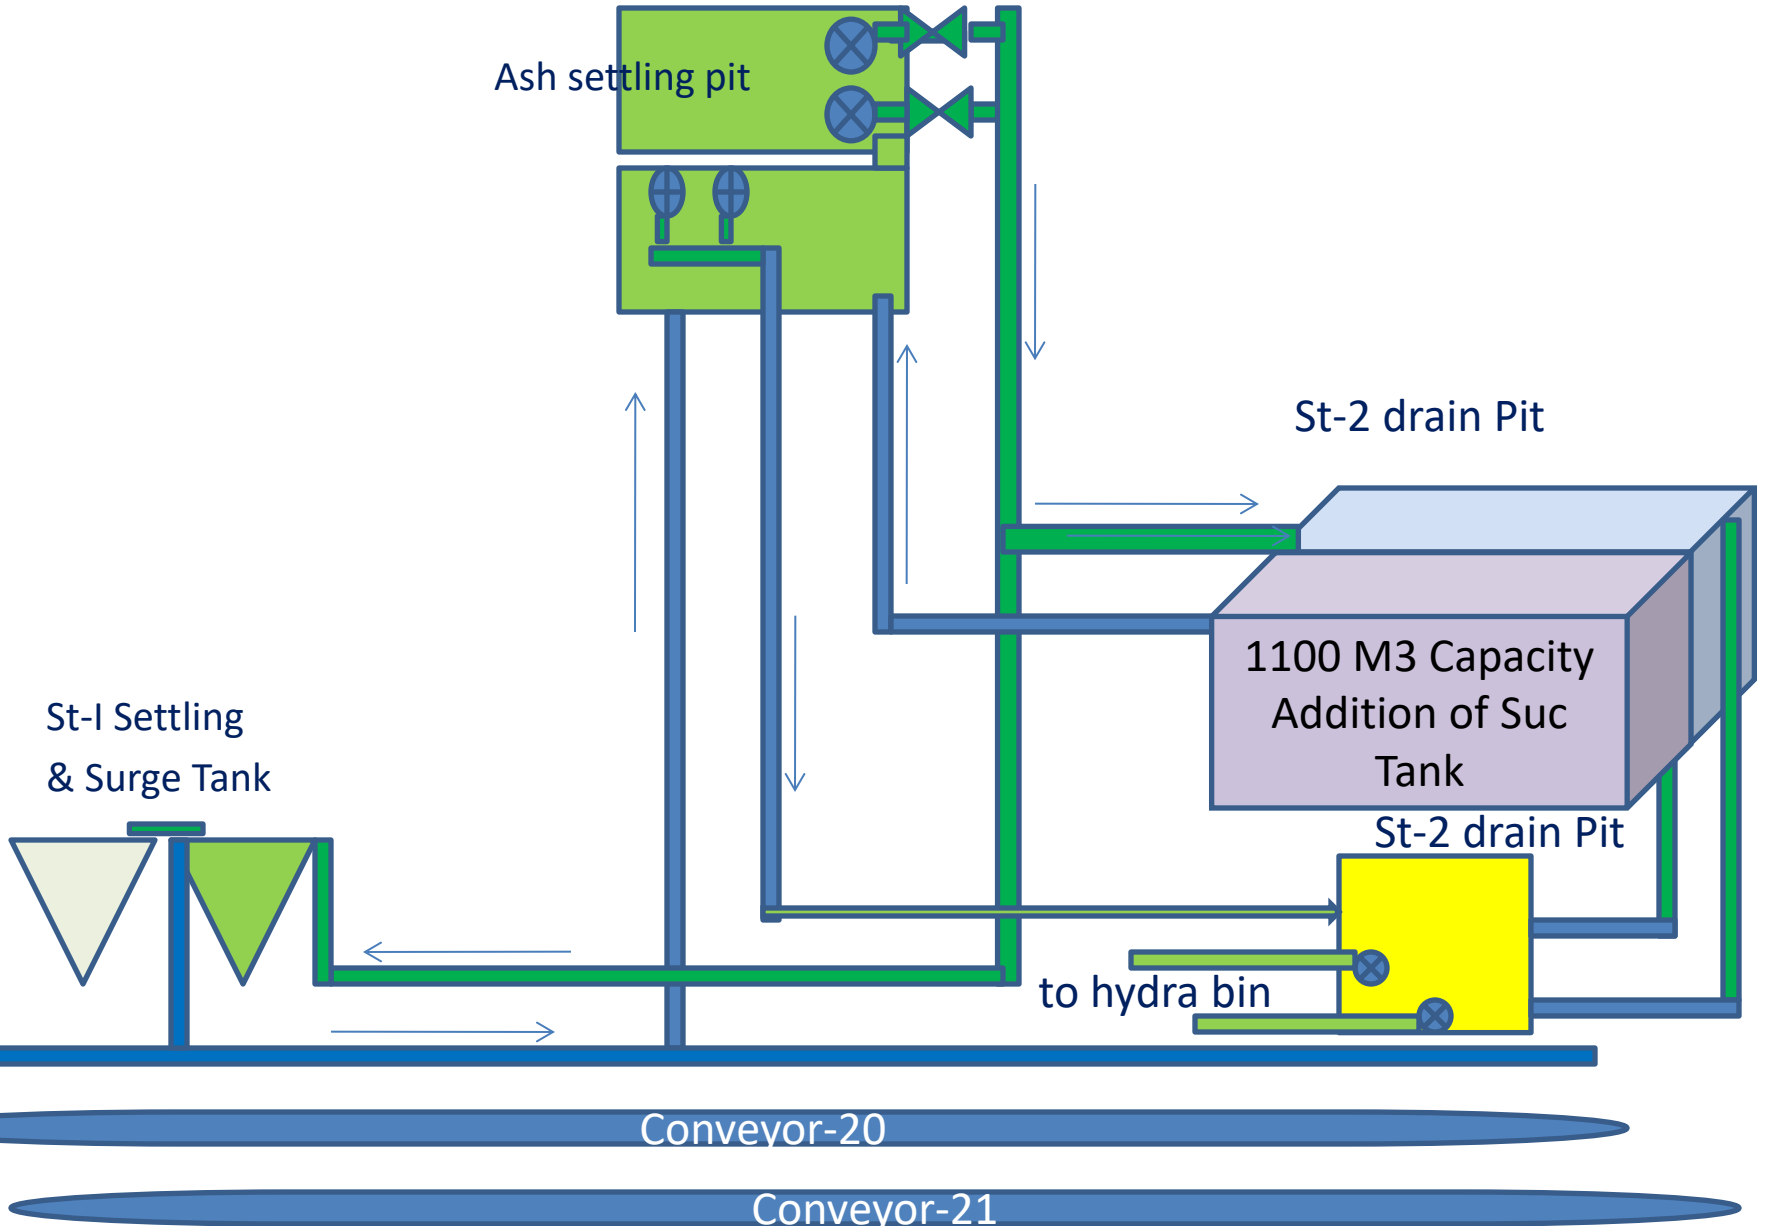 Ash settling pit
St-2 drain Pit
1100 M3 Capacity
Addition of Suc
Tank
St-I Settling
& Surge Tank
St-2 drain Pit
to hydra bin
Conveyor-20
Conveyor-21